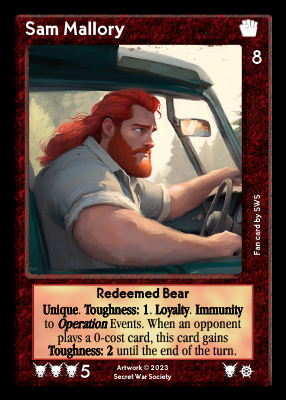 Sam Mallory
8
Fan card by SWS
Redeemed Bear
Unique. Toughness: 1. Loyalty. Immunity
to Operation Events. When an opponent
plays a 0-cost card, this card gains
Toughness: 2 until the end of the turn.
5
Artwork © 2023
Secret War Society